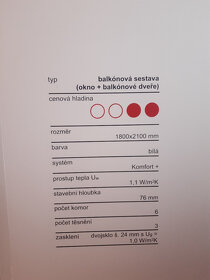 typ balkónová sestava
(okno + balkónové dveře)
cenová hladina
rozměr
1800x2100 mm
barva
bílá
systém
Komfort +
prostup tepla Uw
1,1 W/m²K
stavební hloubka
76 mm
počet komor
6
počet těsnění
3
zasklení dvojsklo š. 24 mm s Ug =
1,0 W/m²K